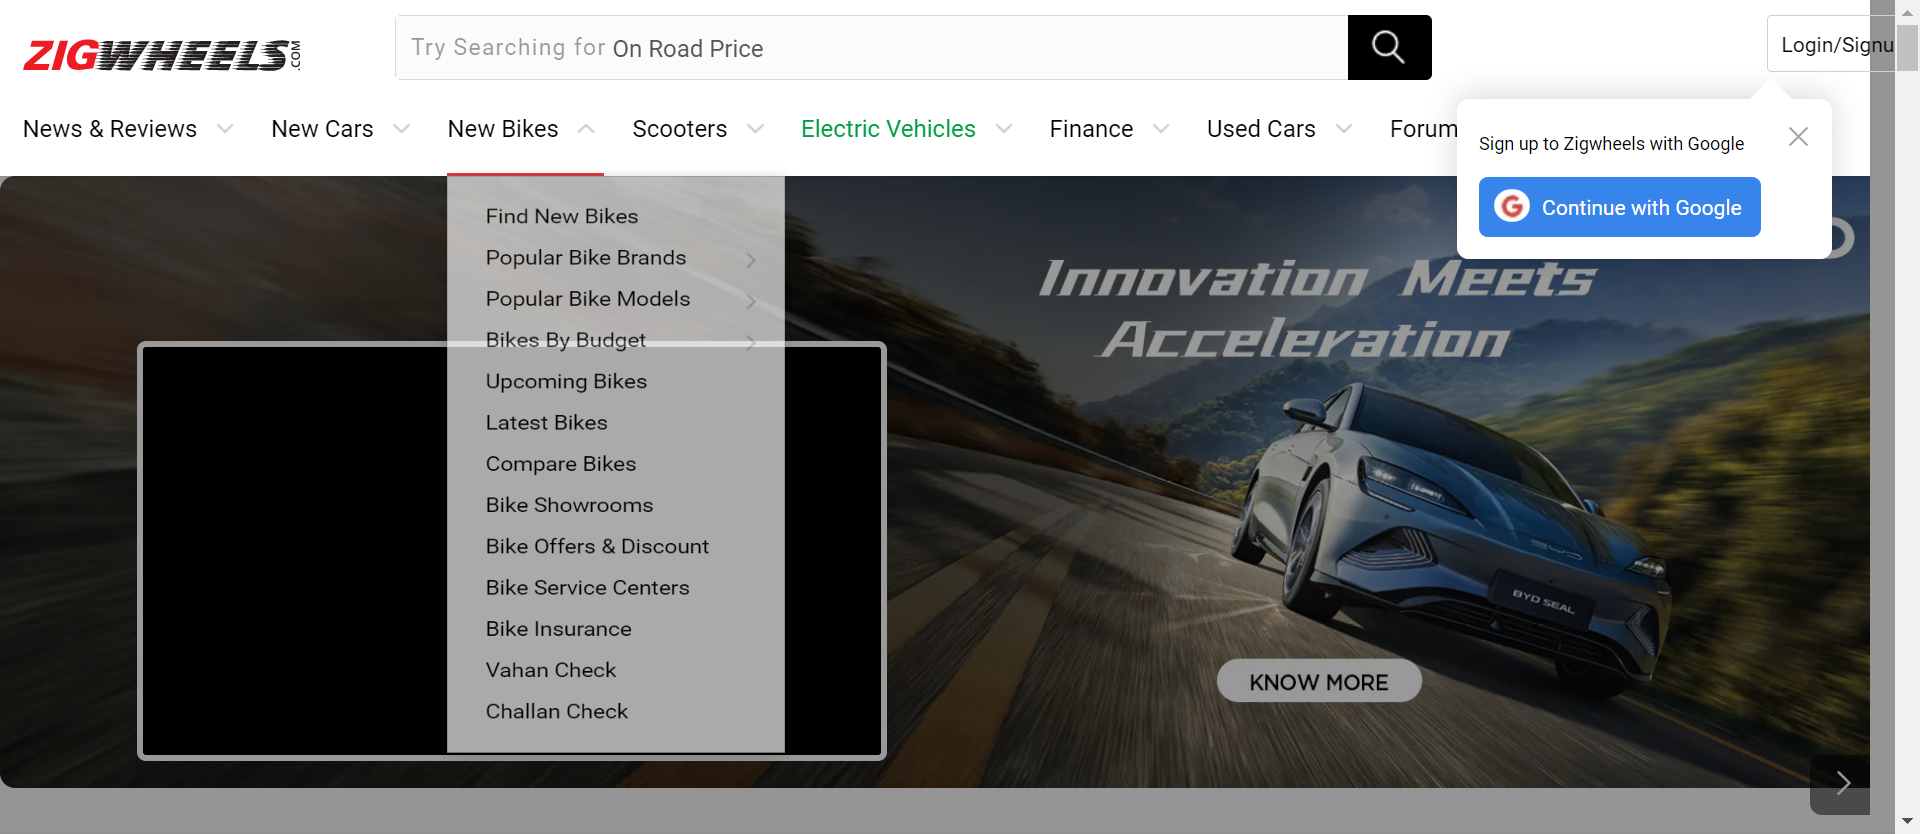 ZIGWHEELS.COM
Try Searching for On Road Price
Login/Signu
News & Reviews
New Cars
New Bikes
Scooters
Electric Vehicles
Finance
Used Cars
Forum
Sign up to Zigwheels with Google
Continue with Google
Find New Bikes
Popular Bike Brands
Popular Bike Models
Bikes By Budget
Upcoming Bikes
Latest Bikes
Compare Bikes
Bike Showrooms
Bike Offers & Discount
Bike Service Centers
Bike Insurance
Vahan Check
Challan Check
Innovation Meets
Acceleration
BYD
BYD SEAL
KNOW MORE